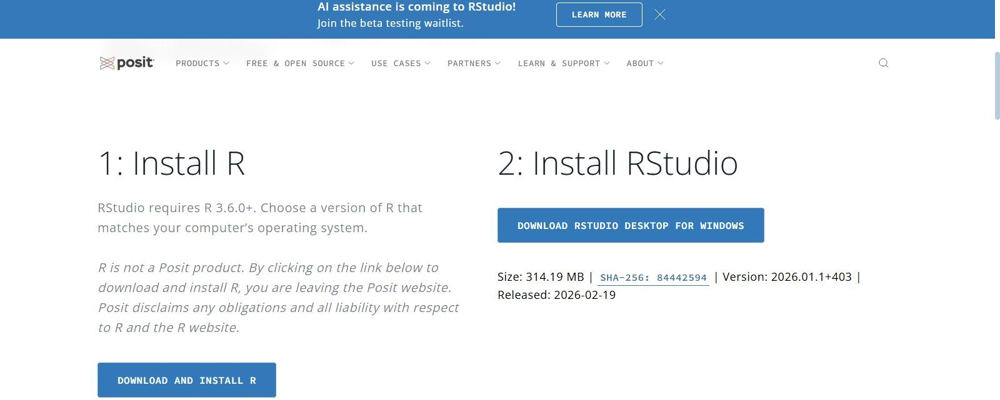 AI assistance is coming to RStudio!
Join the beta testing waitlist.
LEARN MORE
posit
PRODUCTS
FREE & OPEN SOURCE
USE CASES
PARTNERS
LEARN & SUPPORT
ABOUT
1: Install R
RStudio requires R 3.6.0+. Choose a version of R that
matches your computer’s operating system.
R is not a Posit product. By clicking on the link below to
download and install R, you are leaving the Posit website.
Posit disclaims any obligations and all liability with respect
to R and the R website.
DOWNLOAD AND INSTALL R
2: Install RStudio
DOWNLOAD RSTUDIO DESKTOP FOR WINDOWS
Size: 314.19 MB | SHA-256: 84442594 | Version: 2026.01.1+403 |
Released: 2026-02-19